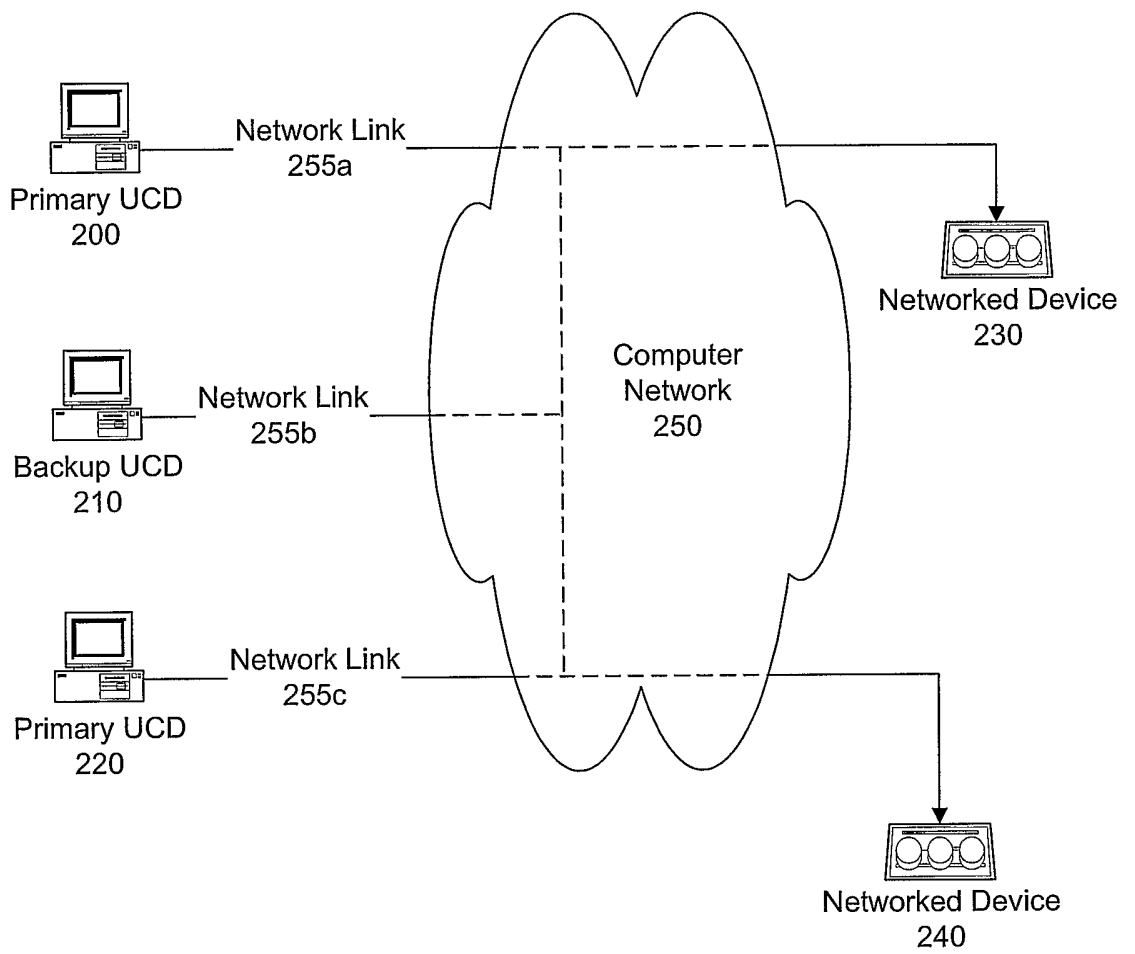 Network Link
255a
Primary UCD
200
Networked Device
230
Computer
Network
250
Network Link
255b
Backup UCD
210
Network Link
255c
Primary UCD
220
Networked Device
240